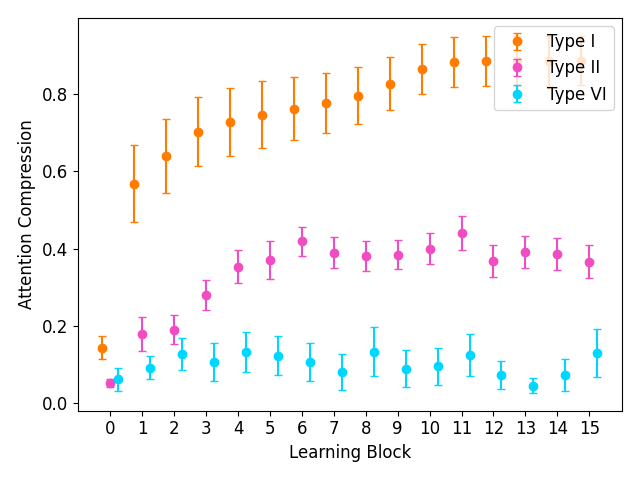 Type I
Type II
Type VI
Attention Compression
0.8
0.6
0.4
0.2
0.0
0 1 2 3 4 5 6 7 8 9 10 11 12 13 14 15
Learning Block